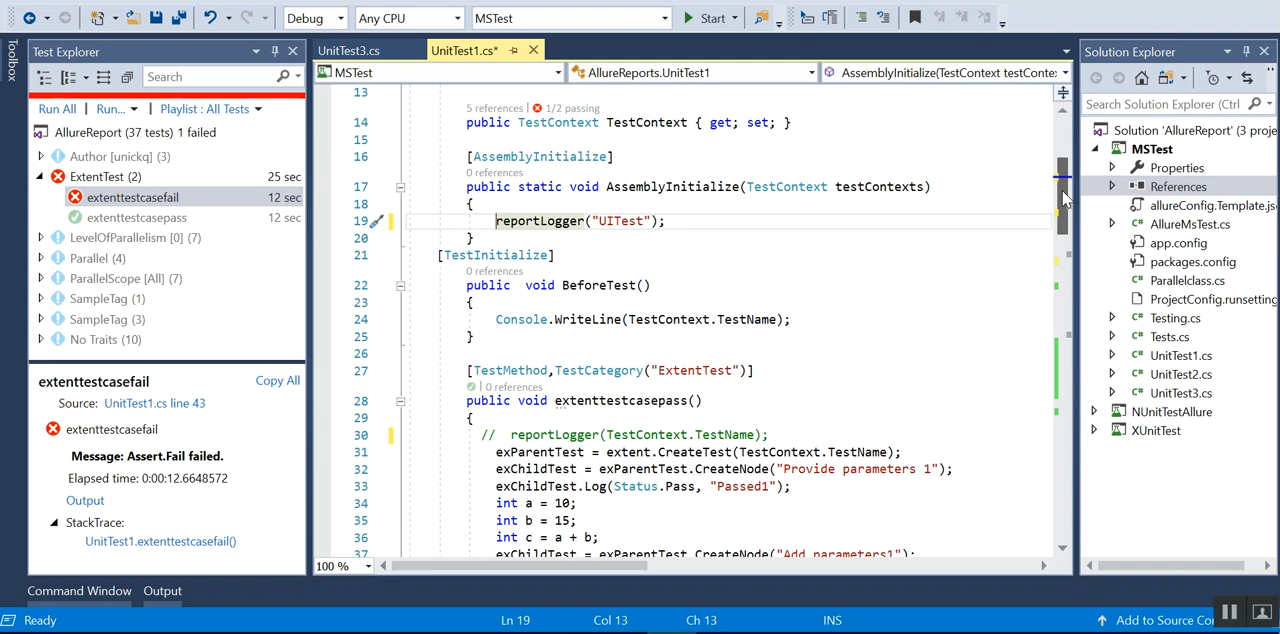 Debug
Any CPU
MSTest
Start
Toolbox
Test Explorer
Search
Run All | Run... Playlist : All Tests
AllureReport (37 tests) 1 failed
Author [unickq] (3)
ExtentTest (2) 25 sec
extenttestcasefail 12 sec
extenttestcasepass 12 sec
LevelOfParallelism [0] (7)
Parallel (4)
ParallelScope [All] (7)
SampleTag (1)
SampleTag (3)
No Traits (10)
extenttestcasefail Copy All
Source: UnitTest1.cs line 43
extenttestcasefail
Message: Assert.Fail failed.
Elapsed time: 0:00:12.6648572
Output
StackTrace:
UnitTest1.extenttestcasefail()
UnitTest3.cs UnitTest1.cs*
MSTest AllureReports.UnitTest1 AssemblyInitialize(TestContext testConte:
13
5 references | 1/2 passing
14 public TestContext TestContext { get; set; }
15
16 [AssemblyInitialize]
0 references
17 public static void AssemblyInitialize(TestContext testContexts)
18 {
19 reportLogger("UITest");
20 }
21 [TestInitialize]
0 references
22 public void BeforeTest()
23 {
24 Console.WriteLine(TestContext.TestName);
25 }
26
27 [TestMethod,TestCategory("ExtentTest")]
| 0 references
28 public void extenttestcasepass()
29 {
30 // reportLogger(TestContext.TestName);
31 exParentTest = extent.CreateTest(TestContext.TestName);
32 exChildTest = exParentTest.CreateNode("Provide parameters 1");
33 exChildTest.Log(Status.Pass, "Passed1");
34 int a = 10;
35 int b = 15;
36 int c = a + b;
37 exChildTest = exParentTest.CreateNode("Add parameters1");
100 %
Solution Explorer
Search Solution Explorer (Ctrl
Solution 'AllureReport' (3 proje
MSTest
Properties
References
allureConfig.Template.jso
AllureMsTest.cs
app.config
packages.config
Parallelclass.cs
ProjectConfig.runsetting
Testing.cs
Tests.cs
UnitTest1.cs
UnitTest2.cs
UnitTest3.cs
NUnitTestAllure
XUnitTest
Command Window Output
Ready Ln 19 Col 13 Ch 13 INS Add to Source Co